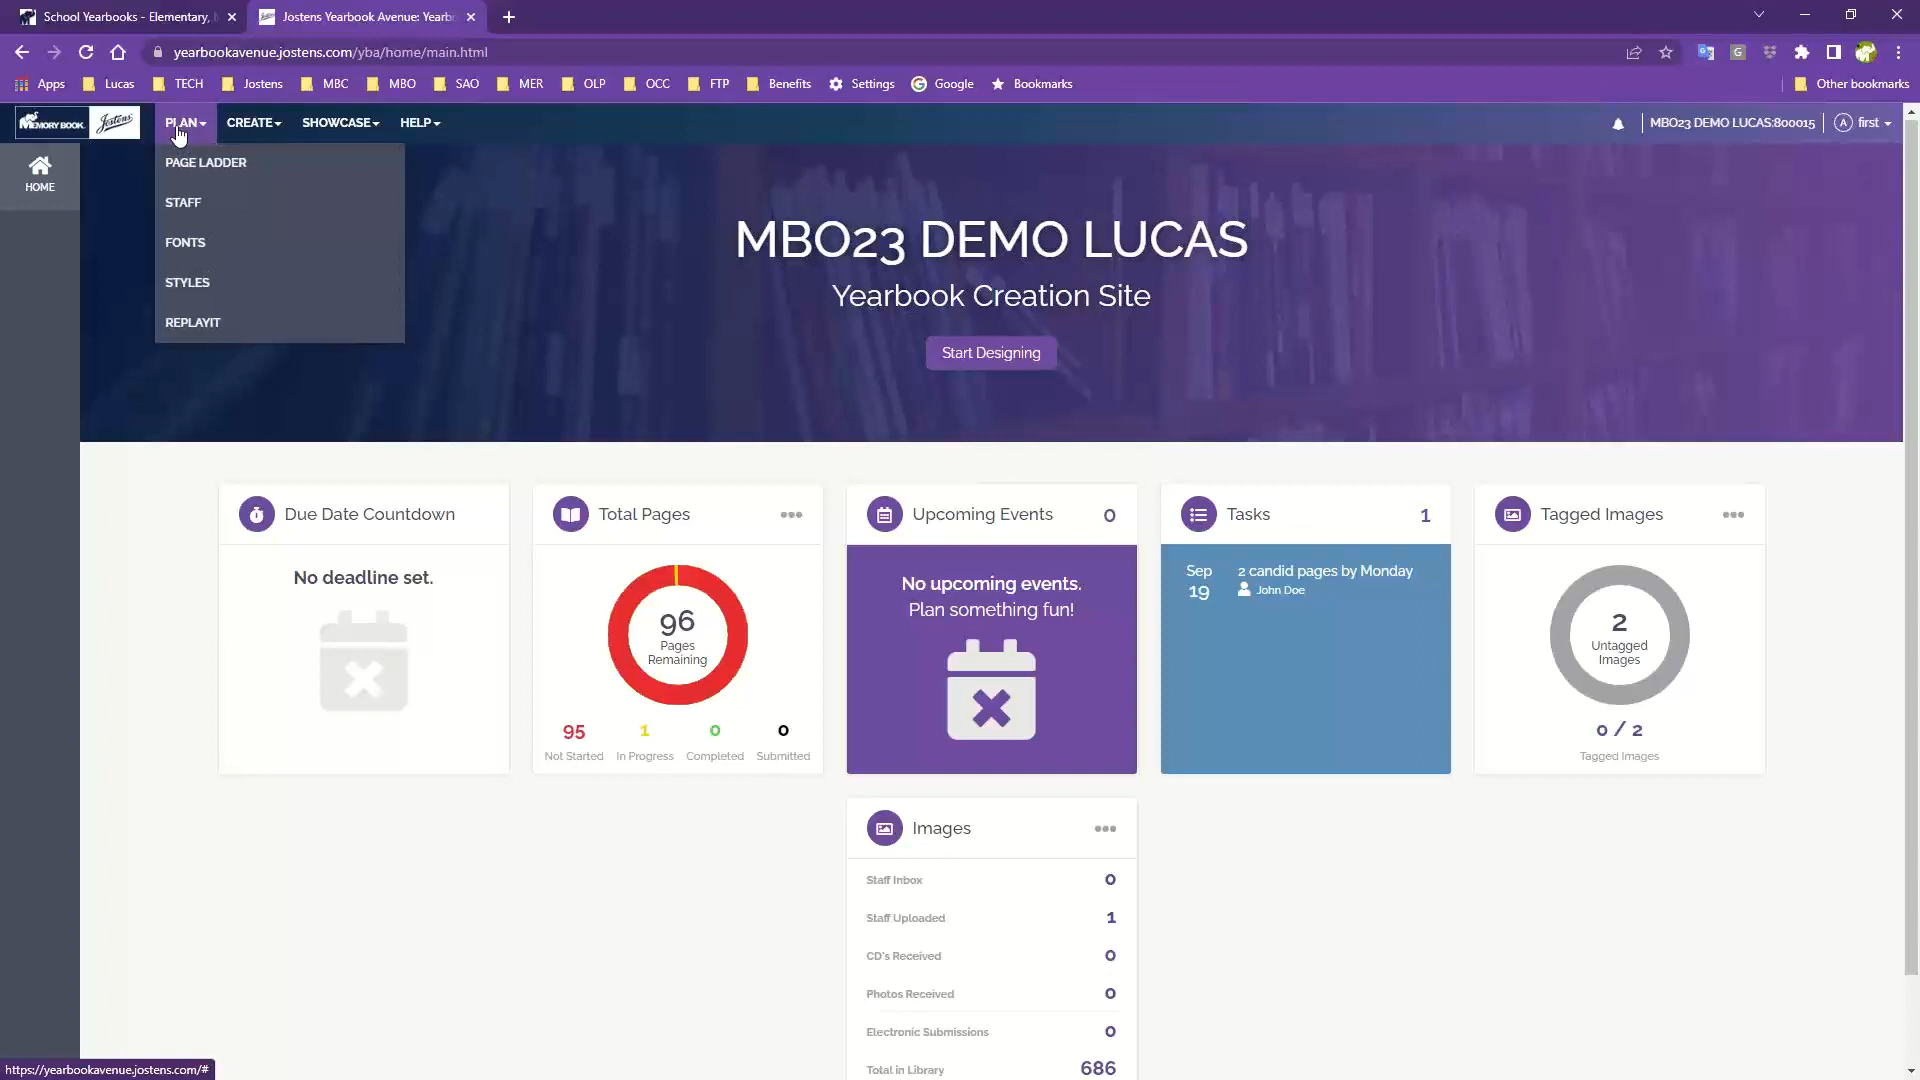 School Yearbooks - Elementary,
Jostens Yearbook Avenue: Yearbo
yearbookavenue.jostens.com/yba/home/main.html
Apps Lucas TECH Jostens MBC MBO SAO MER OLP OCC FTP Benefits Settings Google Bookmarks Other bookmarks
MEMORY BOOK Jostens PLAN CREATE SHOWCASE HELP MBO23 DEMO LUCAS:800015 A first
HOME
PAGE LADDER
STAFF
FONTS
STYLES
REPLAYIT
MBO23 DEMO LUCAS
Yearbook Creation Site
Start Designing
Due Date Countdown
No deadline set.
Total Pages
96
Pages
Remaining
95 1 0 0
Not Started In Progress Completed Submitted
Upcoming Events 0
No upcoming events.
Plan something fun!
Tasks 1
Sep 2 candid pages by Monday
19 John Doe
Tagged Images
2
Untagged
Images
0 / 2
Tagged Images
Images
Staff Inbox 0
Staff Uploaded 1
CD's Received 0
Photos Received 0
Electronic Submissions 0
Total in Library 686
https://yearbookavenue.jostens.com/#